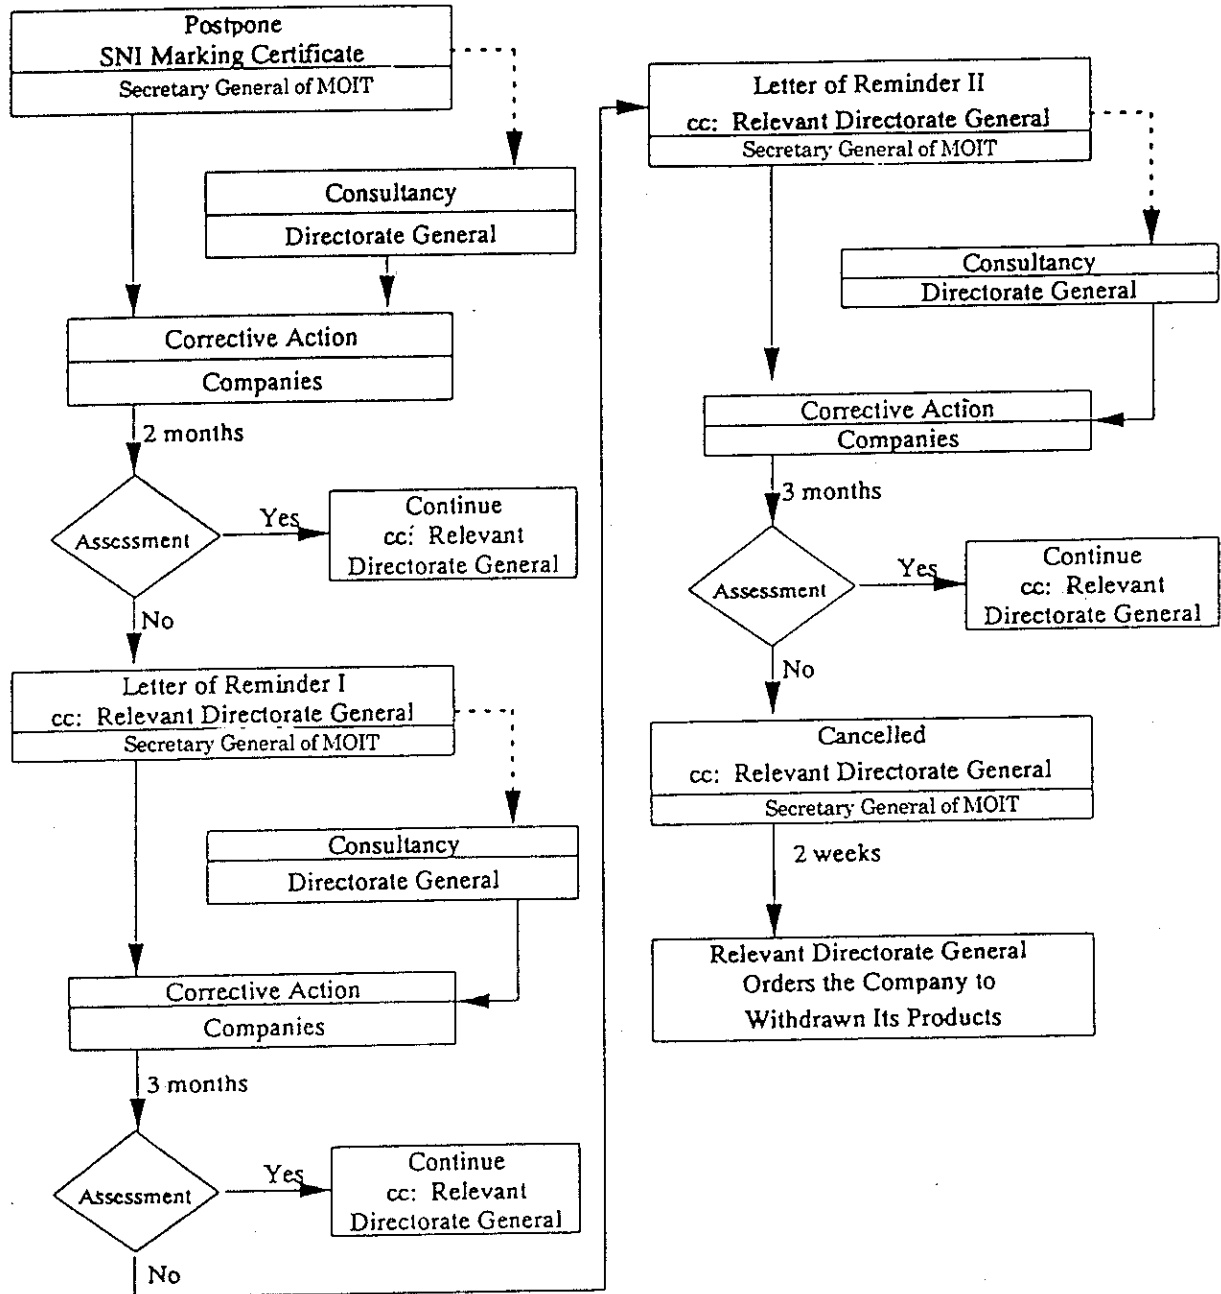 Postpone
SNI Marking Certificate
Secretary General of MOIT
Consultancy
Directorate General
Corrective Action
Companies
2 months
Assessment
Yes
Continue
cc: Relevant
Directorate General
No
Letter of Reminder I
cc: Relevant Directorate General
Secretary General of MOIT
Consultancy
Directorate General
Corrective Action
Companies
3 months
Assessment
Yes
Continue
cc: Relevant
Directorate General
No
Letter of Reminder II
cc: Relevant Directorate General
Secretary General of MOIT
Consultancy
Directorate General
Corrective Action
Companies
3 months
Assessment
Yes
Continue
cc: Relevant
Directorate General
No
Cancelled
cc: Relevant Directorate General
Secretary General of MOIT
2 weeks
Relevant Directorate General
Orders the Company to
Withdrawn Its Products